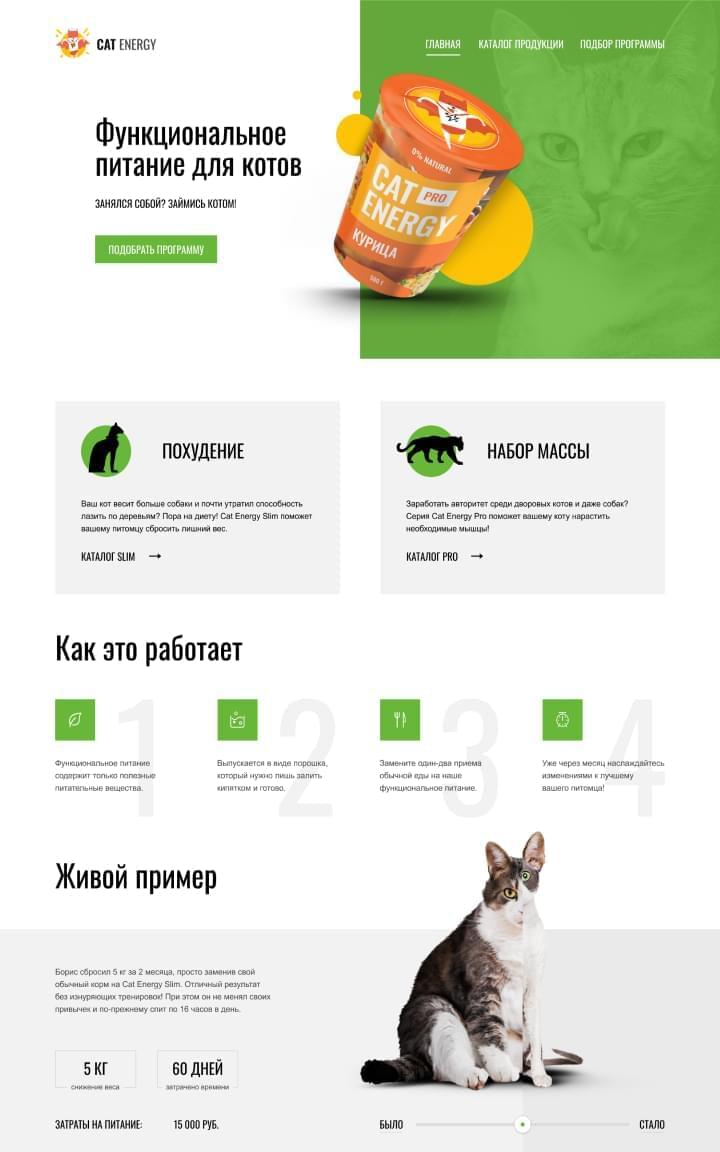 CAT ENERGY
ГЛАВНАЯ КАТАЛОГ ПРОДУКЦИИ ПОДБОР ПРОГРАММЫ
Функциональное
питание для котов
ЗАНЯЛСЯ СОБОЙ? ЗАЙМИСЬ КОТОМ!
ПОДОБРАТЬ ПРОГРАММУ
0% NATURAL
CAT PRO
ENERGY
КУРИЦА
500 г
ПОХУДЕНИЕ
Ваш кот весит больше собаки и почти утратил способность
лазить по деревьям? Пора на диету! Cat Energy Slim поможет
вашему питомцу сбросить лишний вес.
КАТАЛОГ SLIM
НАБОР МАССЫ
Заработать авторитет среди дворовых котов и даже собак?
Серия Cat Energy Pro поможет вашему коту нарастить
необходимые мышцы!
КАТАЛОГ PRO
Как это работает
1
Функциональное питание
содержит только полезные
питательные вещества.
2
Выпускается в виде порошка,
который нужно лишь залить
кипятком и готово.
3
Замените один-два приема
обычной еды на наше
функциональное питание.
4
Уже через месяц наслаждайтесь
изменениями к лучшему
вашего питомца!
Живой пример
Борис сбросил 5 кг за 2 месяца, просто заменив свой
обычный корм на Cat Energy Slim. Отличный результат
без изнуряющих тренировок! При этом он не менял своих
привычек и по-прежнему спит по 16 часов в день.
5 КГ
снижение веса
60 ДНЕЙ
затрачено времени
ЗАТРАТЫ НА ПИТАНИЕ: 15 000 РУБ.
БЫЛО СТАЛО